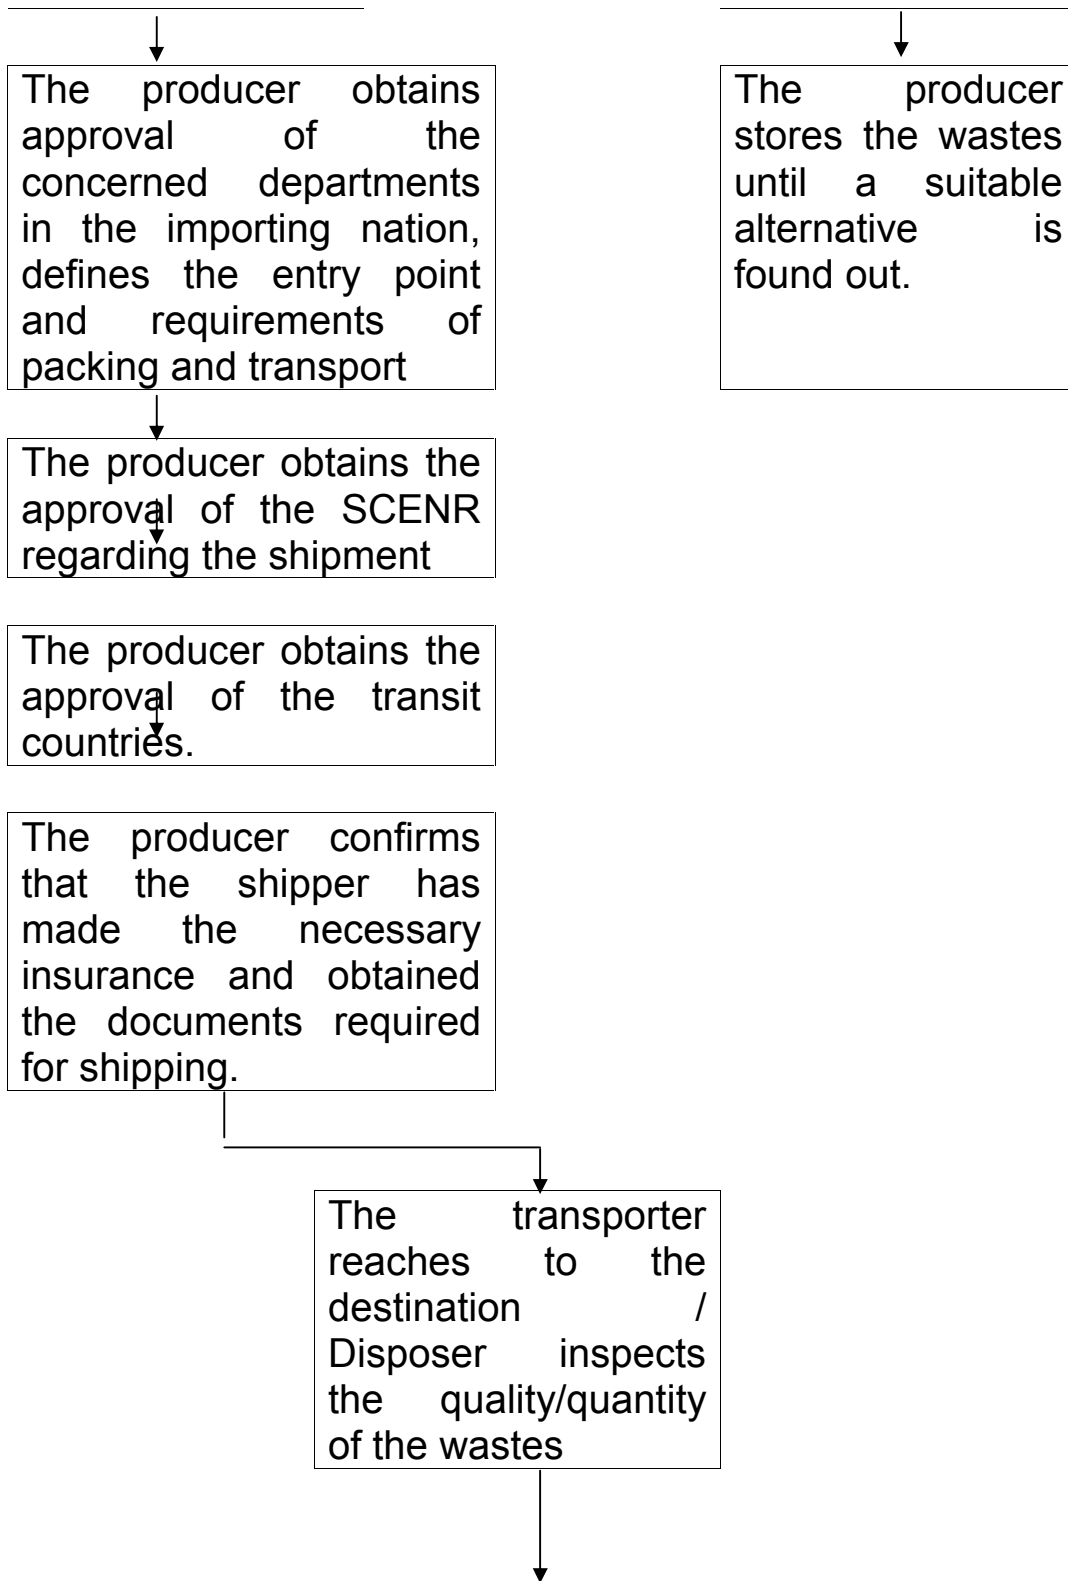 The producer obtains
approval of the
concerned departments
in the importing nation,
defines the entry point
and requirements of
packing and transport
The producer
stores the wastes
until a suitable
alternative is
found out.
The producer obtains the
approval of the SCENR
regarding the shipment
The producer obtains the
approval of the transit
countries.
The producer confirms
that the shipper has
made the necessary
insurance and obtained
the documents required
for shipping.
The transporter
reaches to the
destination /
Disposer inspects
the quality/quantity
of the wastes